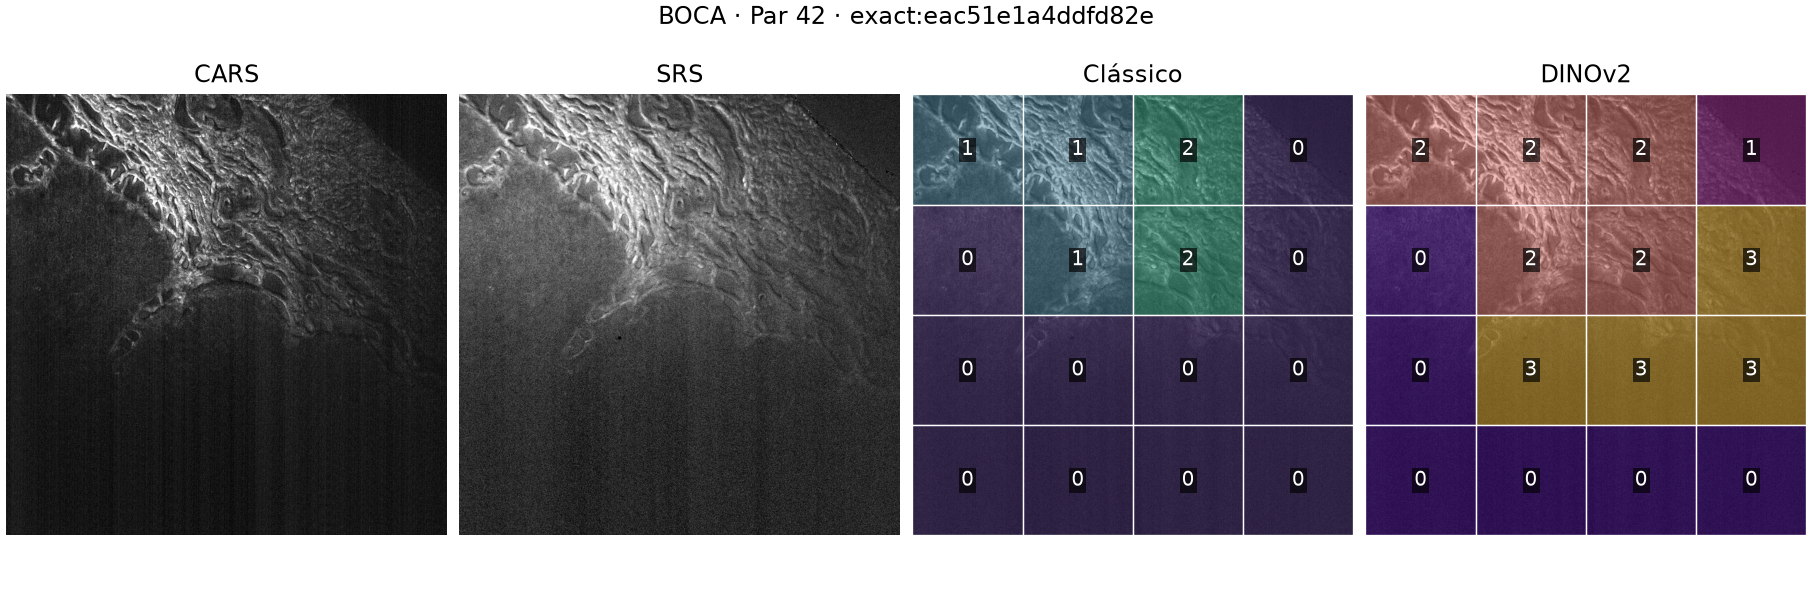 BOCA · Par 42 · exact:eac51e1a4ddfd82e
CARS SRS Clássico DINOv2
1 1 2 0 2 2 2 1
0 1 2 0 0 2 2 3
0 0 0 0 0 3 3 3
0 0 0 0 0 0 0 0